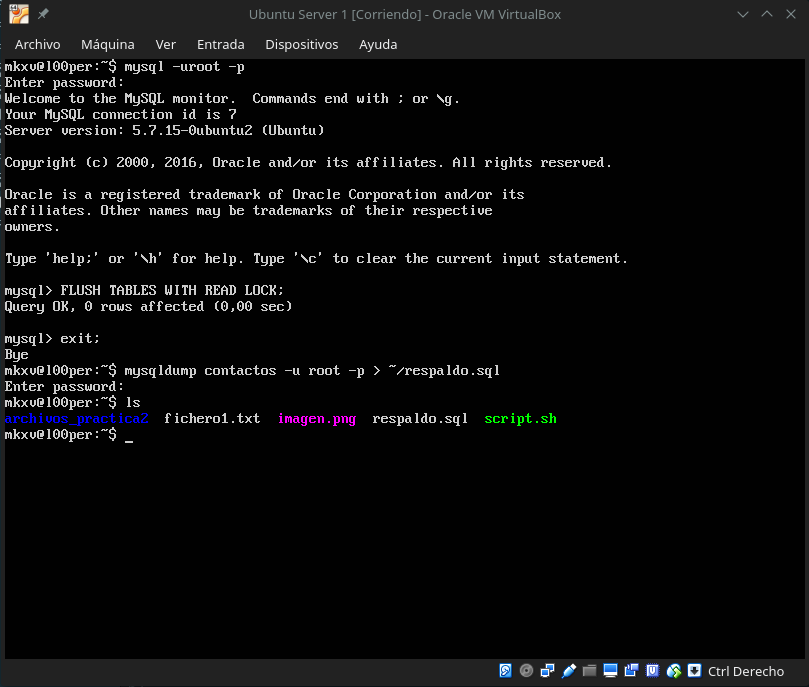 Ubuntu Server 1 [Corriendo] - Oracle VM VirtualBox
Archivo Máquina Ver Entrada Dispositivos Ayuda
mkxv@l00per:~$ mysql -uroot -p
Enter password:
Welcome to the MySQL monitor.  Commands end with ; or \g.
Your MySQL connection id is 7
Server version: 5.7.15-0ubuntu2 (Ubuntu)
Copyright (c) 2000, 2016, Oracle and/or its affiliates. All rights reserved.
Oracle is a registered trademark of Oracle Corporation and/or its
affiliates. Other names may be trademarks of their respective
owners.
Type 'help;' or '\h' for help. Type '\c' to clear the current input statement.
mysql> FLUSH TABLES WITH READ LOCK;
Query OK, 0 rows affected (0,00 sec)
mysql> exit;
Bye
mkxv@l00per:~$ mysqldump contactos -u root -p > ~/respaldo.sql
Enter password:
mkxv@l00per:~$ ls
archivos_practica2  fichero1.txt  imagen.png  respaldo.sql  script.sh
mkxv@l00per:~$ _
Ctrl Derecho